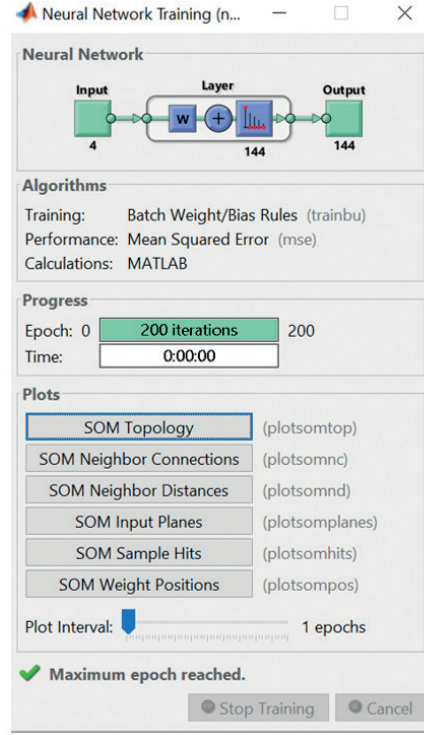 Neural Network Training (n...
Neural Network
Input
Layer
Output
W
+
4
144
144
Algorithms
Training: Batch Weight/Bias Rules (trainbu)
Performance: Mean Squared Error (mse)
Calculations: MATLAB
Progress
Epoch: 0 200 iterations 200
Time: 0:00:00
Plots
SOM Topology (plotsomtop)
SOM Neighbor Connections (plotsomnc)
SOM Neighbor Distances (plotsomnd)
SOM Input Planes (plotsomplanes)
SOM Sample Hits (plotsomhits)
SOM Weight Positions (plotsompos)
Plot Interval: 1 epochs
Maximum epoch reached.
Stop Training Cancel